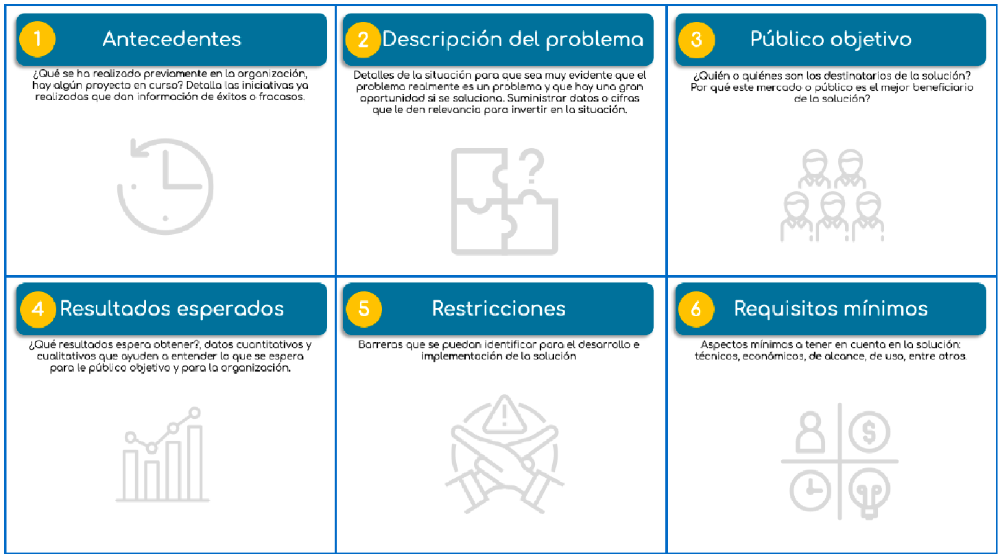 1
Antecedentes
¿Qué se ha realizado previamente en la organización,
hay algún proyecto en curso? Detalla las iniciativas ya
realizadas que dan información de éxitos o fracasos.
2
Descripción del problema
Detalles de la situación para que sea muy evidente que el
problema realmente es un problema y que hay una gran
oportunidad si se soluciona. Suministrar datos o cifras
que le den relevancia para invertir en la situación.
3
Público objetivo
¿Quién o quiénes son los destinatarios de la solución?
Por qué este mercado o público es el mejor beneficiario
de la solución?
4
Resultados esperados
¿Qué resultados espera obtener?, datos cuantitativos y
cualitativos que ayuden a entender lo que se espera
para le público objetivo y para la organización.
5
Restricciones
Barreras que se puedan identificar para el desarrollo e
implementación de la solución
6
Requisitos mínimos
Aspectos mínimos a tener en cuenta en la solución:
técnicos, económicos, de alcance, de uso, entre otros.